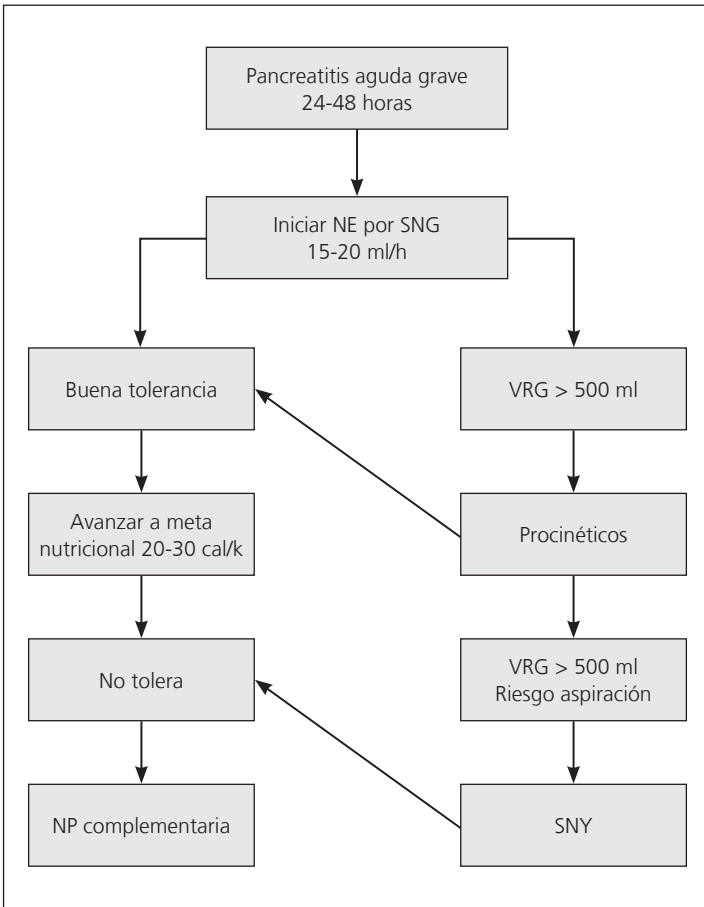 Pancreatitis aguda grave
24-48 horas
Iniciar NE por SNG
15-20 ml/h
Buena tolerancia
VRG > 500 ml
Avanzar a meta
nutricional 20-30 cal/k
Procinéticos
No tolera
VRG > 500 ml
Riesgo aspiración
NP complementaria
SNY